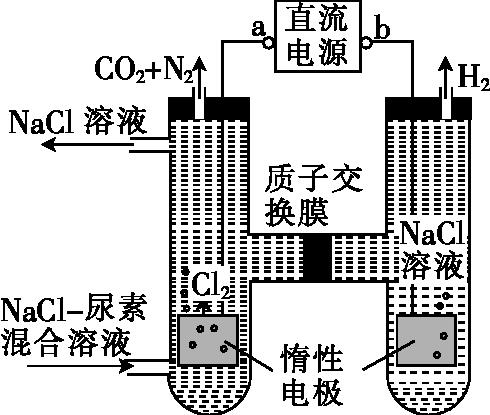 直流
电源
a
b
CO₂+N₂
H₂
NaCl 溶液
质子交
换膜
NaCl
溶液
Cl₂
NaCl-尿素
混合溶液
惰性
电极